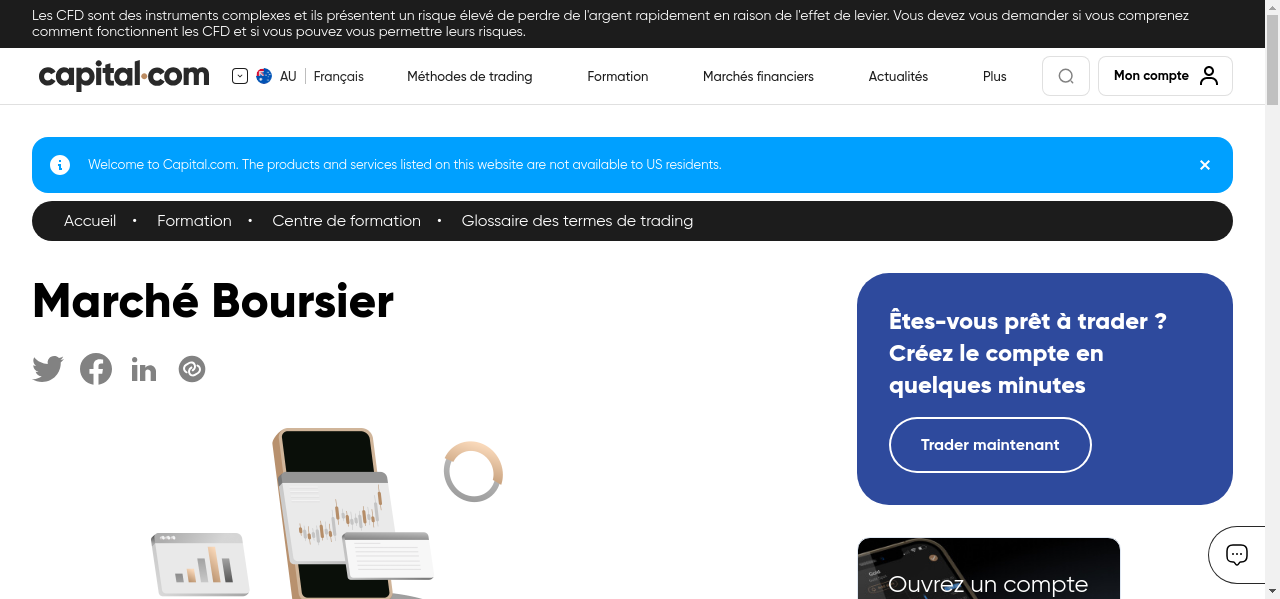 Les CFD sont des instruments complexes et ils présentent un risque élevé de perdre de l'argent rapidement en raison de l'effet de levier. Vous devez vous demander si vous comprenez
comment fonctionnent les CFD et si vous pouvez vous permettre leurs risques.
capital.com AU Français Méthodes de trading Formation Marchés financiers Actualités Plus Mon compte
Welcome to Capital.com. The products and services listed on this website are not available to US residents.
Accueil • Formation • Centre de formation • Glossaire des termes de trading
Marché Boursier
Êtes-vous prêt à trader ?
Créez le compte en
quelques minutes
Trader maintenant
Ouvrez un compte